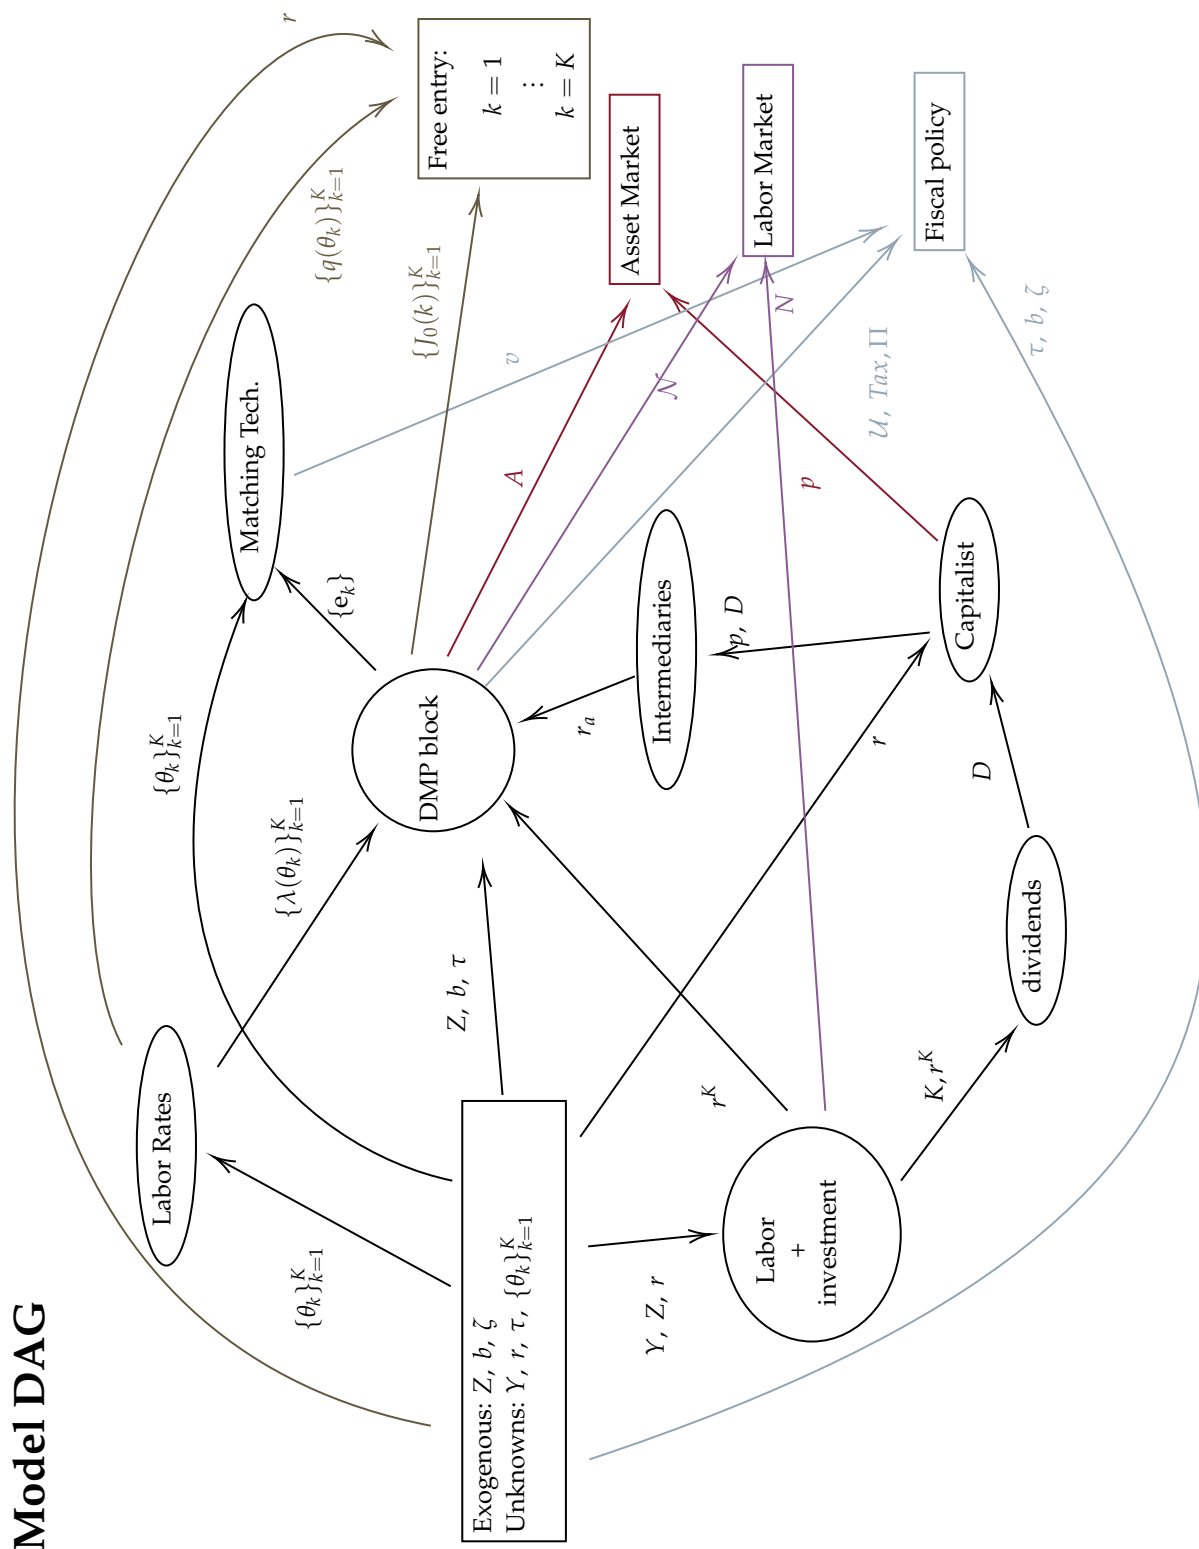 Model DAG
r
{q(θ_k)}_{k=1}^K
Free entry:
k = 1
⋮
k = K
{θ_k}_{k=1}^K
Matching Tech.
{J_0(k)}_{k=1}^K
Labor Rates
{λ(θ_k)}_{k=1}^K
{e_k}
υ
Asset Market
{θ_k}_{k=1}^K
DMP block
A
𝒩
Labor Market
Exogenous: Z, b, ζ
Unknowns: Y, r, τ, {θ_k}_{k=1}^K
Z, b, τ
r_a
Intermediaries
N
Fiscal policy
Y, Z, r
r^K
p, D
p
𝒰, Tax, Π
τ, b, ζ
Labor
+
investment
r
K, r^K
dividends
D
Capitalist